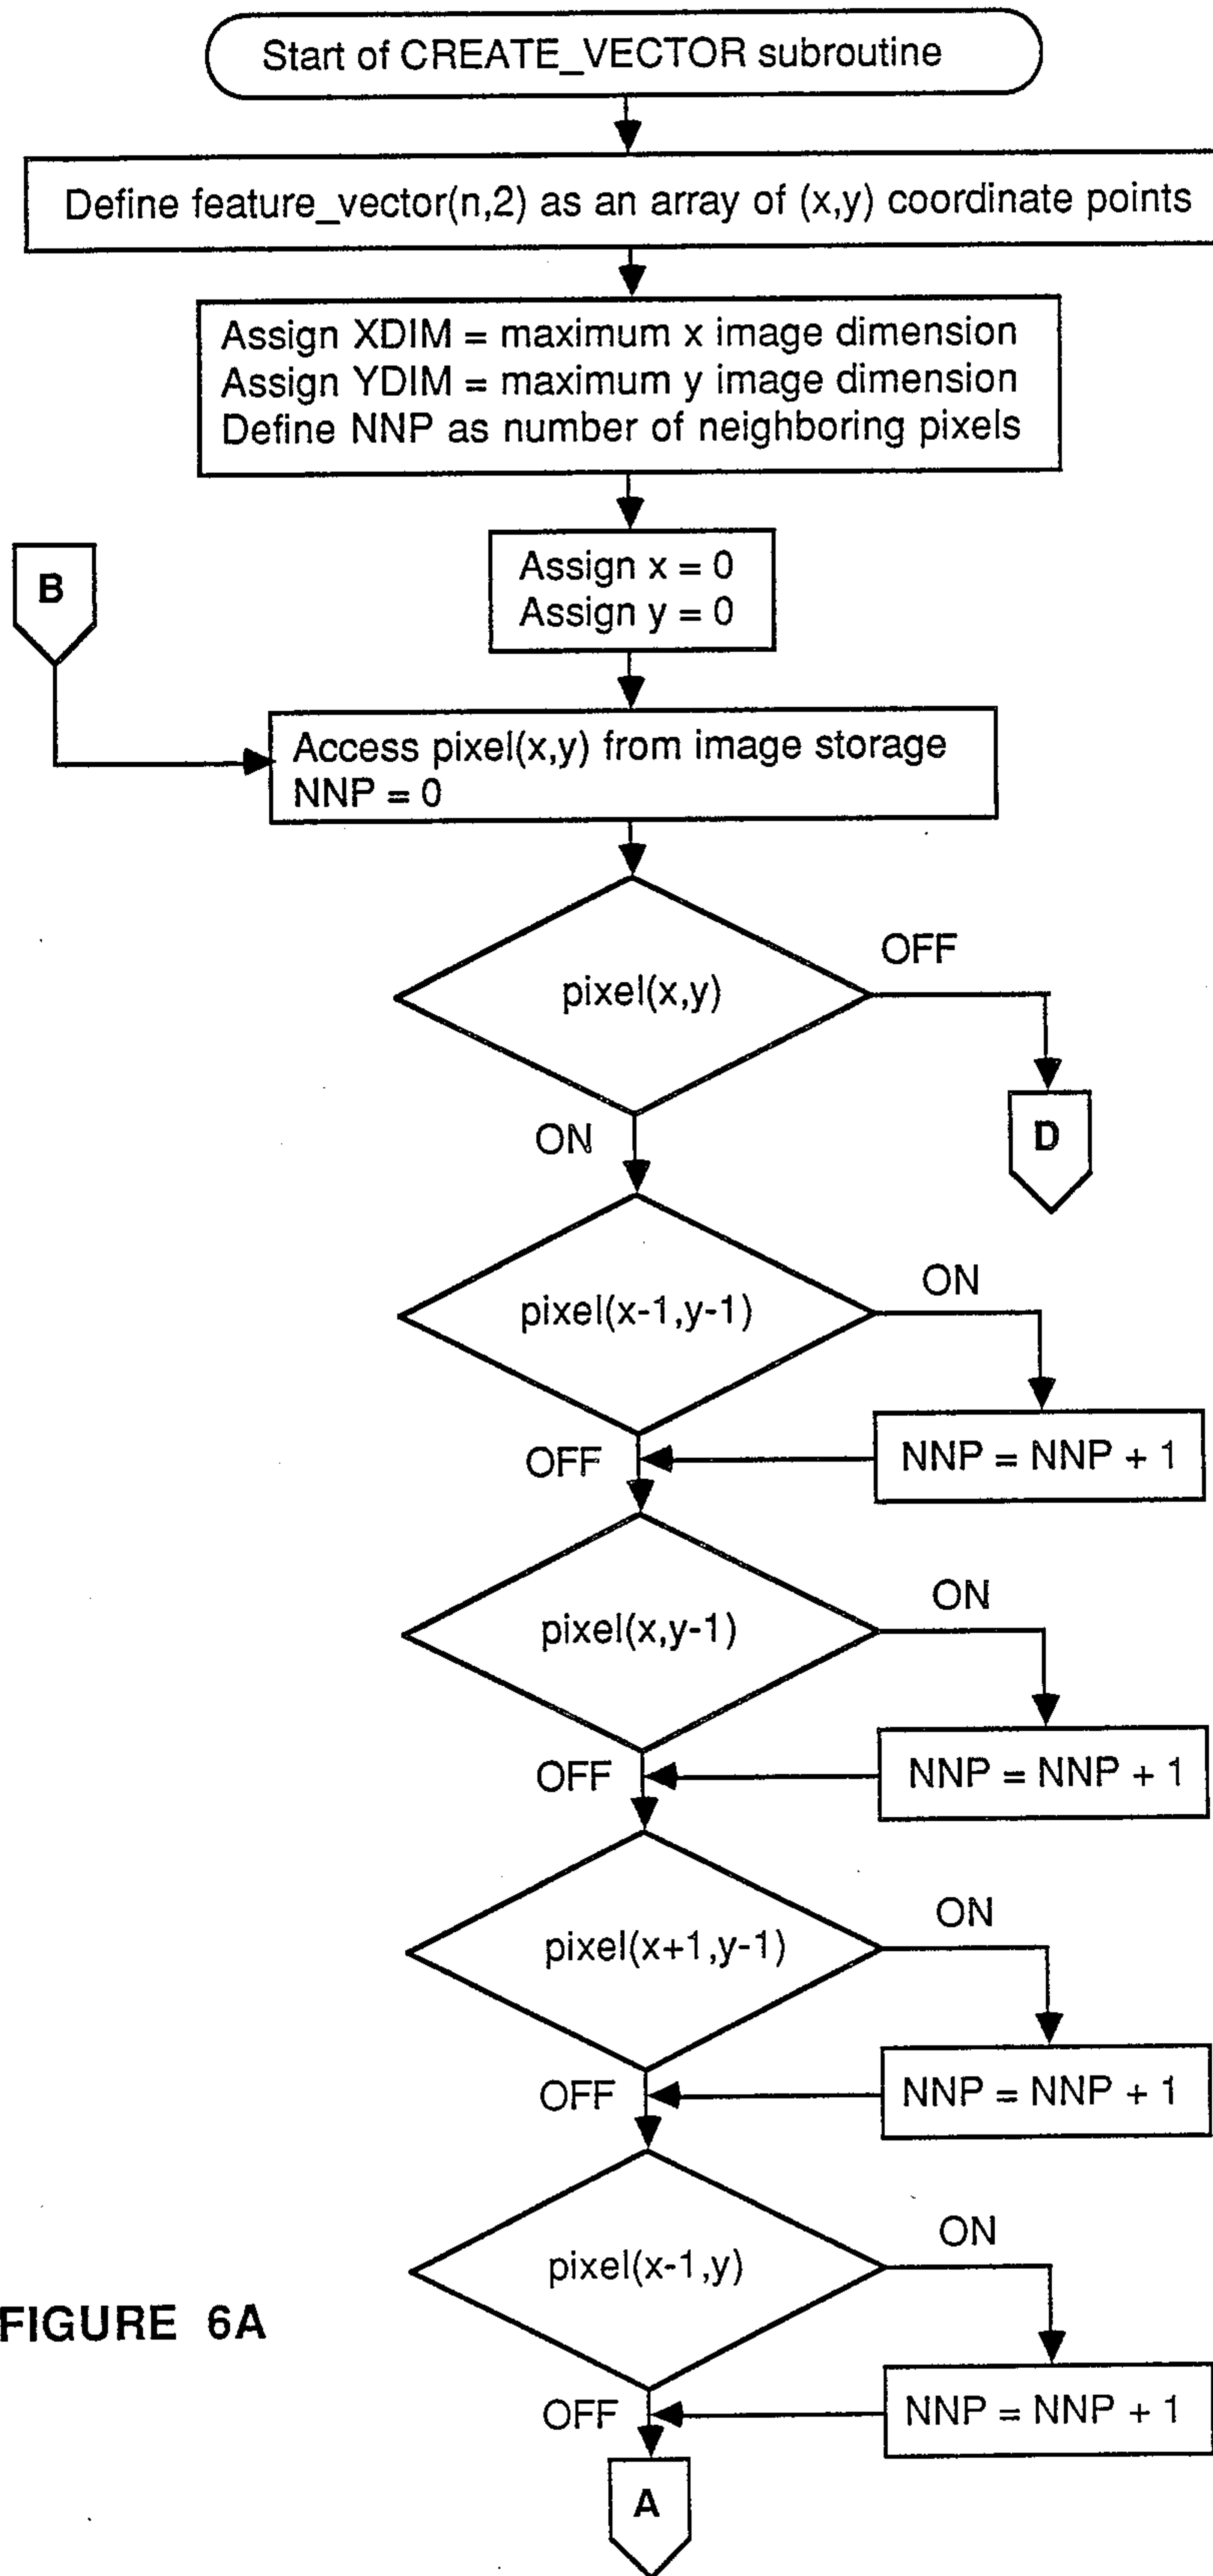 Start of CREATE_VECTOR subroutine
Define feature_vector(n,2) as an array of (x,y) coordinate points
Assign XDIM = maximum x image dimension
Assign YDIM = maximum y image dimension
Define NNP as number of neighboring pixels
B
Assign x = 0
Assign y = 0
Access pixel(x,y) from image storage
NNP = 0
pixel(x,y)
OFF
D
ON
pixel(x-1,y-1)
ON
NNP = NNP + 1
OFF
pixel(x,y-1)
ON
NNP = NNP + 1
OFF
pixel(x+1,y-1)
ON
NNP = NNP + 1
OFF
pixel(x-1,y)
ON
NNP = NNP + 1
OFF
A
FIGURE 6A